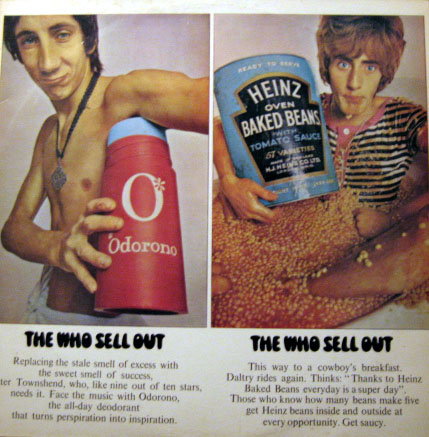 Odorono
READY TO SERVE
HEINZ
OVEN
BAKED BEANS
WITH
TOMATO SAUCE
57 VARIETIES
H.J. HEINZ CO. LTD.
THE WHO SELL OUT
Replacing the stale smell of excess with
the sweet smell of success,
ter Townshend, who, like nine out of ten stars,
needs it. Face the music with Odorono,
the all-day deodorant
that turns perspiration into inspiration.
THE WHO SELL OUT
This way to a cowboy's breakfast.
Daltry rides again. Thinks: "Thanks to Heinz
Baked Beans everyday is a super day".
Those who know how many beans make five
get Heinz beans inside and outside at
every opportunity. Get saucy.